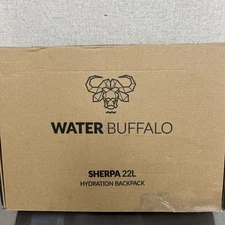 WATER BUFFALO
SHERPA 22L
HYDRATION BACKPACK